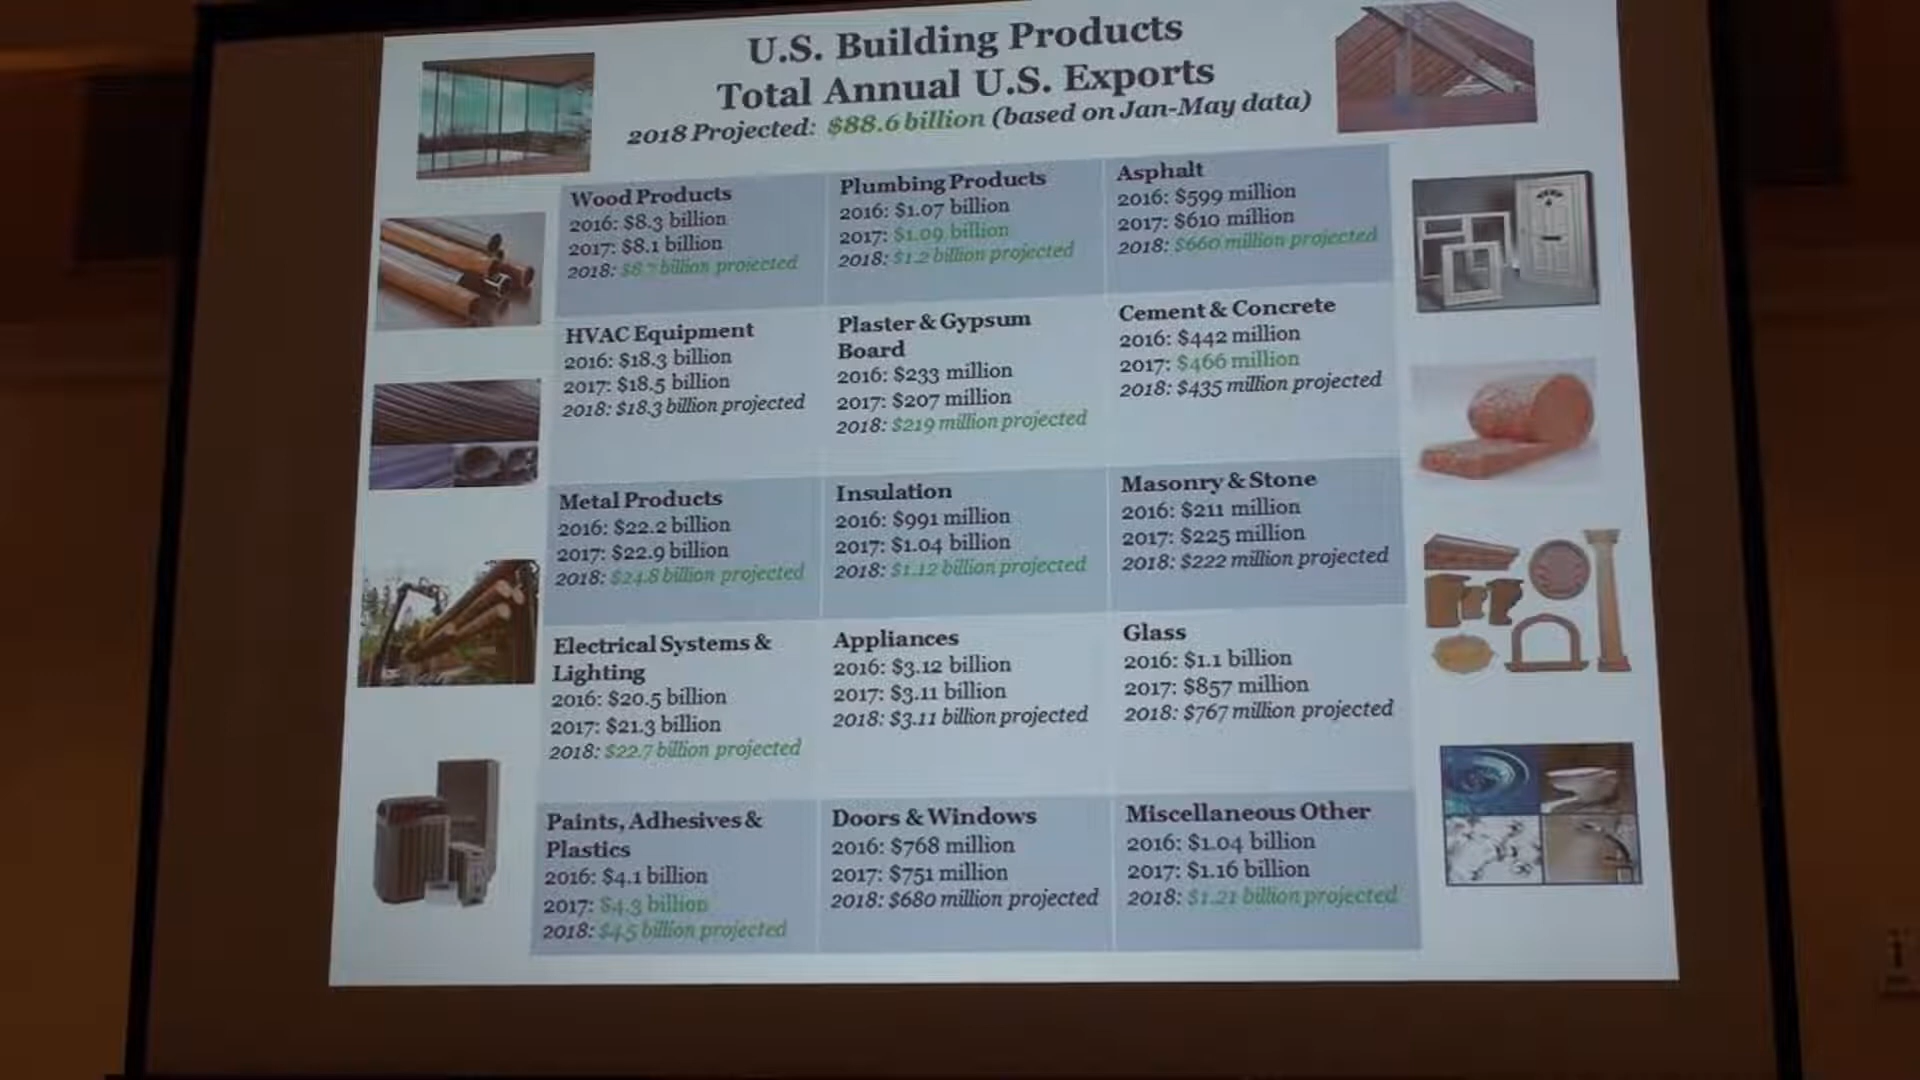 U.S. Building Products
Total Annual U.S. Exports
2018 Projected: $88.6 billion (based on Jan-May data)
Wood Products
2016: $8.3 billion
2017: $8.1 billion
2018: $8.7 billion projected
Plumbing Products
2016: $1.07 billion
2017: $1.09 billion
2018: $1.2 billion projected
Asphalt
2016: $599 million
2017: $610 million
2018: $660 million projected
HVAC Equipment
2016: $18.3 billion
2017: $18.5 billion
2018: $18.3 billion projected
Plaster & Gypsum
Board
2016: $233 million
2017: $207 million
2018: $219 million projected
Cement & Concrete
2016: $442 million
2017: $466 million
2018: $435 million projected
Metal Products
2016: $22.2 billion
2017: $22.9 billion
2018: $24.8 billion projected
Insulation
2016: $991 million
2017: $1.04 billion
2018: $1.12 billion projected
Masonry & Stone
2016: $211 million
2017: $225 million
2018: $222 million projected
Electrical Systems &
Lighting
2016: $20.5 billion
2017: $21.3 billion
2018: $22.7 billion projected
Appliances
2016: $3.12 billion
2017: $3.11 billion
2018: $3.11 billion projected
Glass
2016: $1.1 billion
2017: $857 million
2018: $767 million projected
Paints, Adhesives &
Plastics
2016: $4.1 billion
2017: $4.3 billion
2018: $4.5 billion projected
Doors & Windows
2016: $768 million
2017: $751 million
2018: $680 million projected
Miscellaneous Other
2016: $1.04 billion
2017: $1.16 billion
2018: $1.21 billion projected